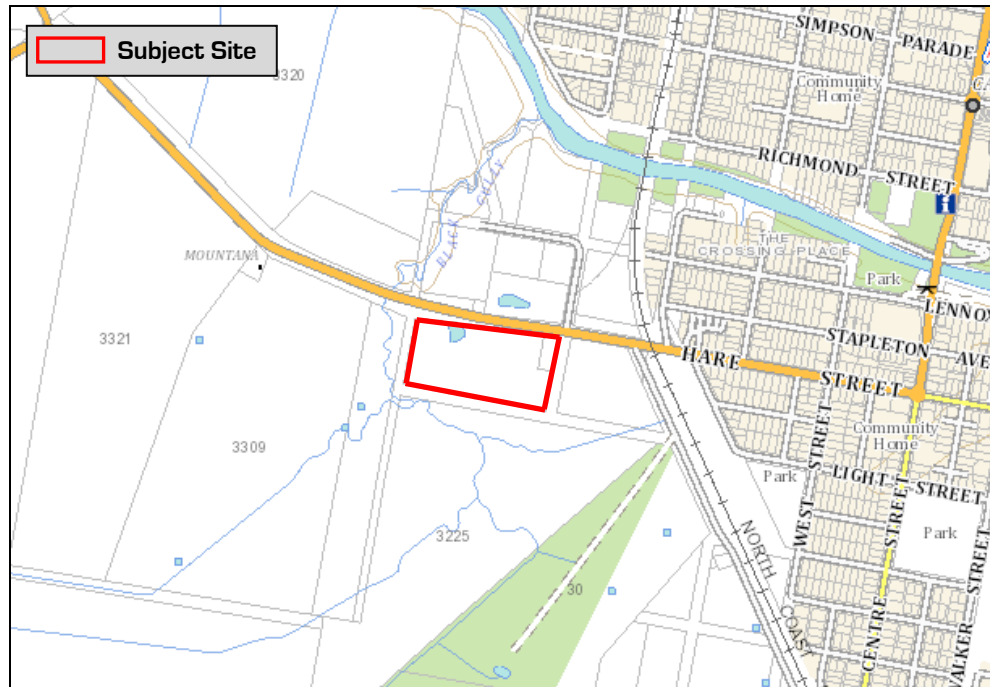 Subject Site
SIMPSON PARADE
CA
3320
Community
Home
RICHMOND STREET
BLACK GULLY
THE
CROSSING PLACE
MOUNTANA
Park
LENNOX
STAPLETON AVE
3321
HARE STREET
Community
Home
3309
WEST STREET
LIGHT STREET
Park
CENTRE STREET
Park
3225
NORTH COAST
30
WALKER STREET